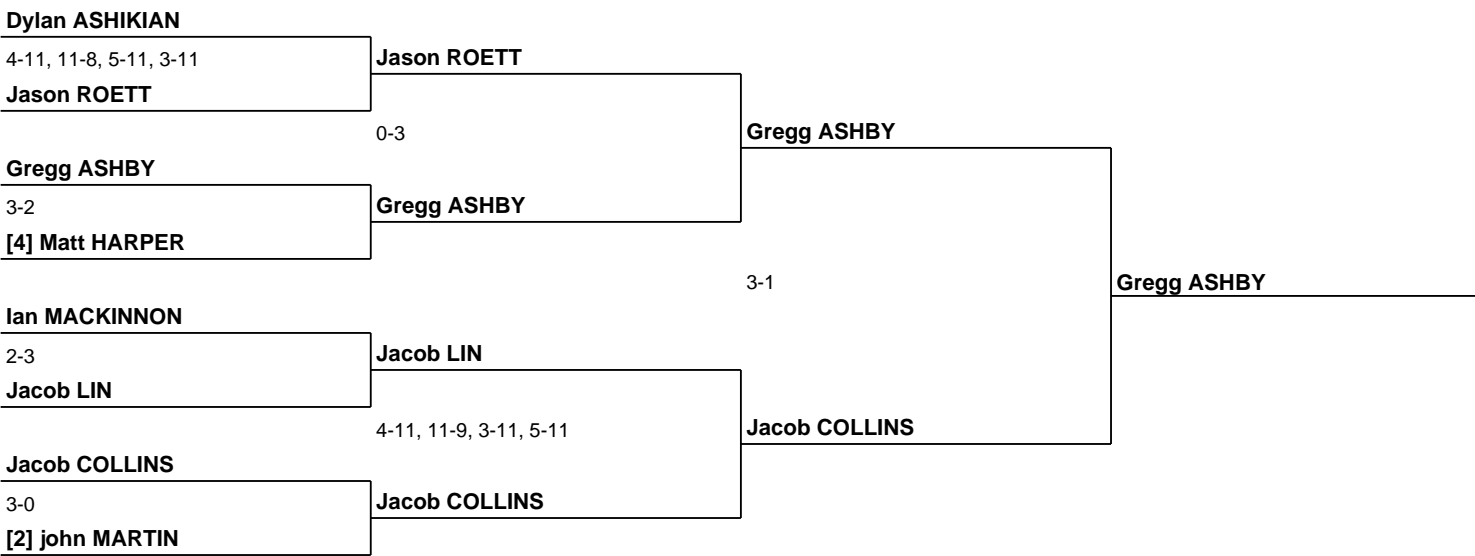 Dylan ASHIKIAN
4-11, 11-8, 5-11, 3-11
Jason ROETT
Jason ROETT
0-3
Gregg ASHBY
Gregg ASHBY
3-2
Gregg ASHBY
[4] Matt HARPER
3-1
Gregg ASHBY
Ian MACKINNON
2-3
Jacob LIN
Jacob LIN
4-11, 11-9, 3-11, 5-11
Jacob COLLINS
Jacob COLLINS
3-0
Jacob COLLINS
[2] john MARTIN